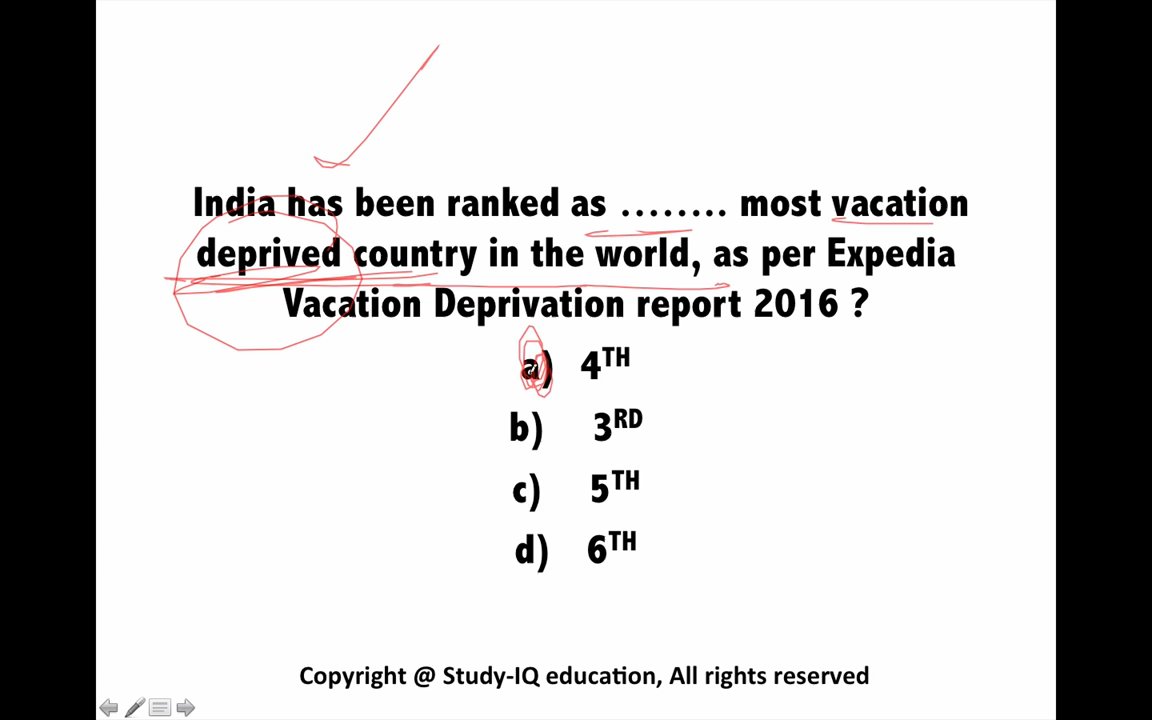 India has been ranked as ........ most vacation
deprived country in the world, as per Expedia
Vacation Deprivation report 2016 ?
a) 4TH
b) 3RD
c) 5TH
d) 6TH
Copyright @ Study-IQ education, All rights reserved